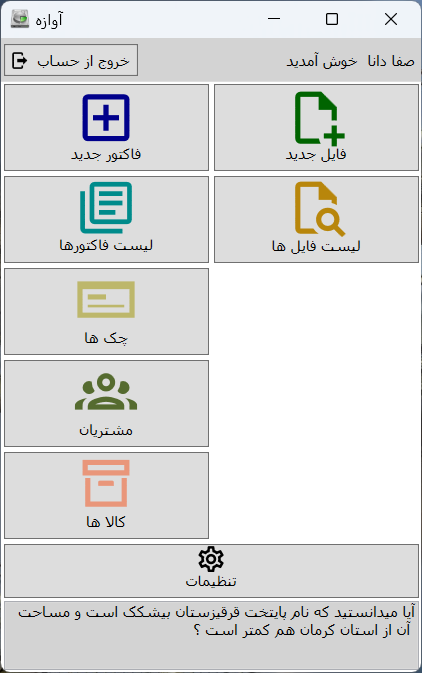 آوازه
صفا دانا خوش آمدید
خروج از حساب
فایل جدید
فاکتور جدید
لیست فایل ها
لیست فاکتورها
چک ها
مشتریان
کالا ها
تنظیمات
آیا میدانستید که نام پایتخت قرقیزستان بیشکک است و مساحت
آن از استان کرمان هم کمتر است ؟